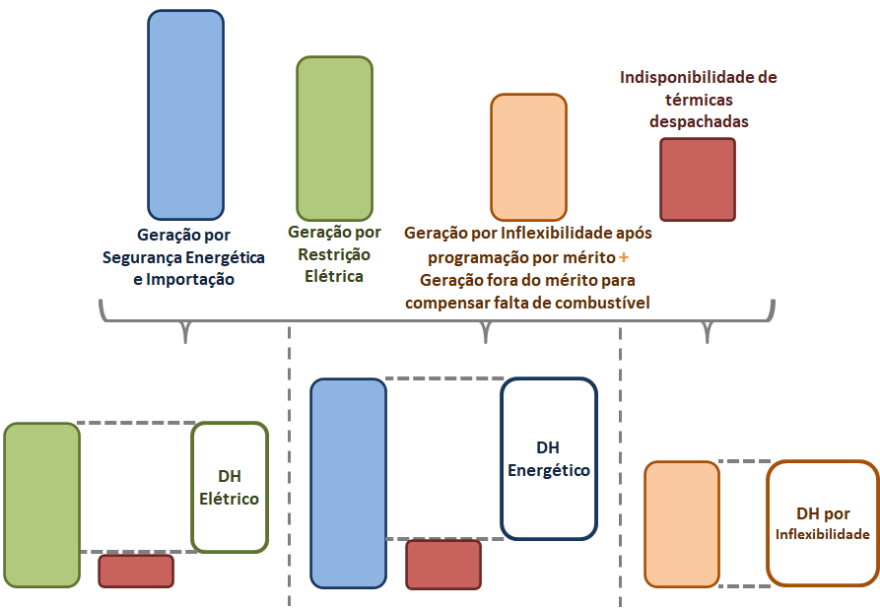 Geração por
Segurança Energética
e Importação
Geração por
Restrição
Elétrica
Geração por Inflexibilidade após
programação por mérito +
Geração fora do mérito para
compensar falta de combustível
Indisponibilidade de
térmicas
despachadas
DH
Elétrico
DH
Energético
DH por
Inflexibilidade